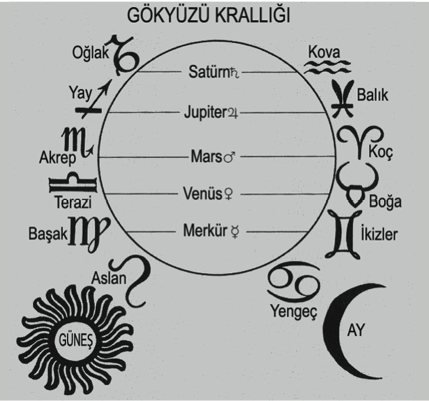 GÖKYÜZÜ KRALLIĞI
Oğlak
Kova
Satürn♄
Yay
Balık
Jupiter♃
Koç
Akrep
Mars♂
Terazi
Venüs♀
Boğa
Başak
Merkür☿
İkizler
Aslan
Yengeç
GÜNEŞ
AY